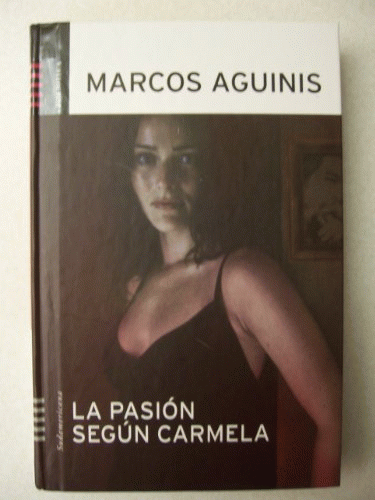 MARCOS AGUINIS
LA PASIÓN
SEGÚN CARMELA
Sudamericana